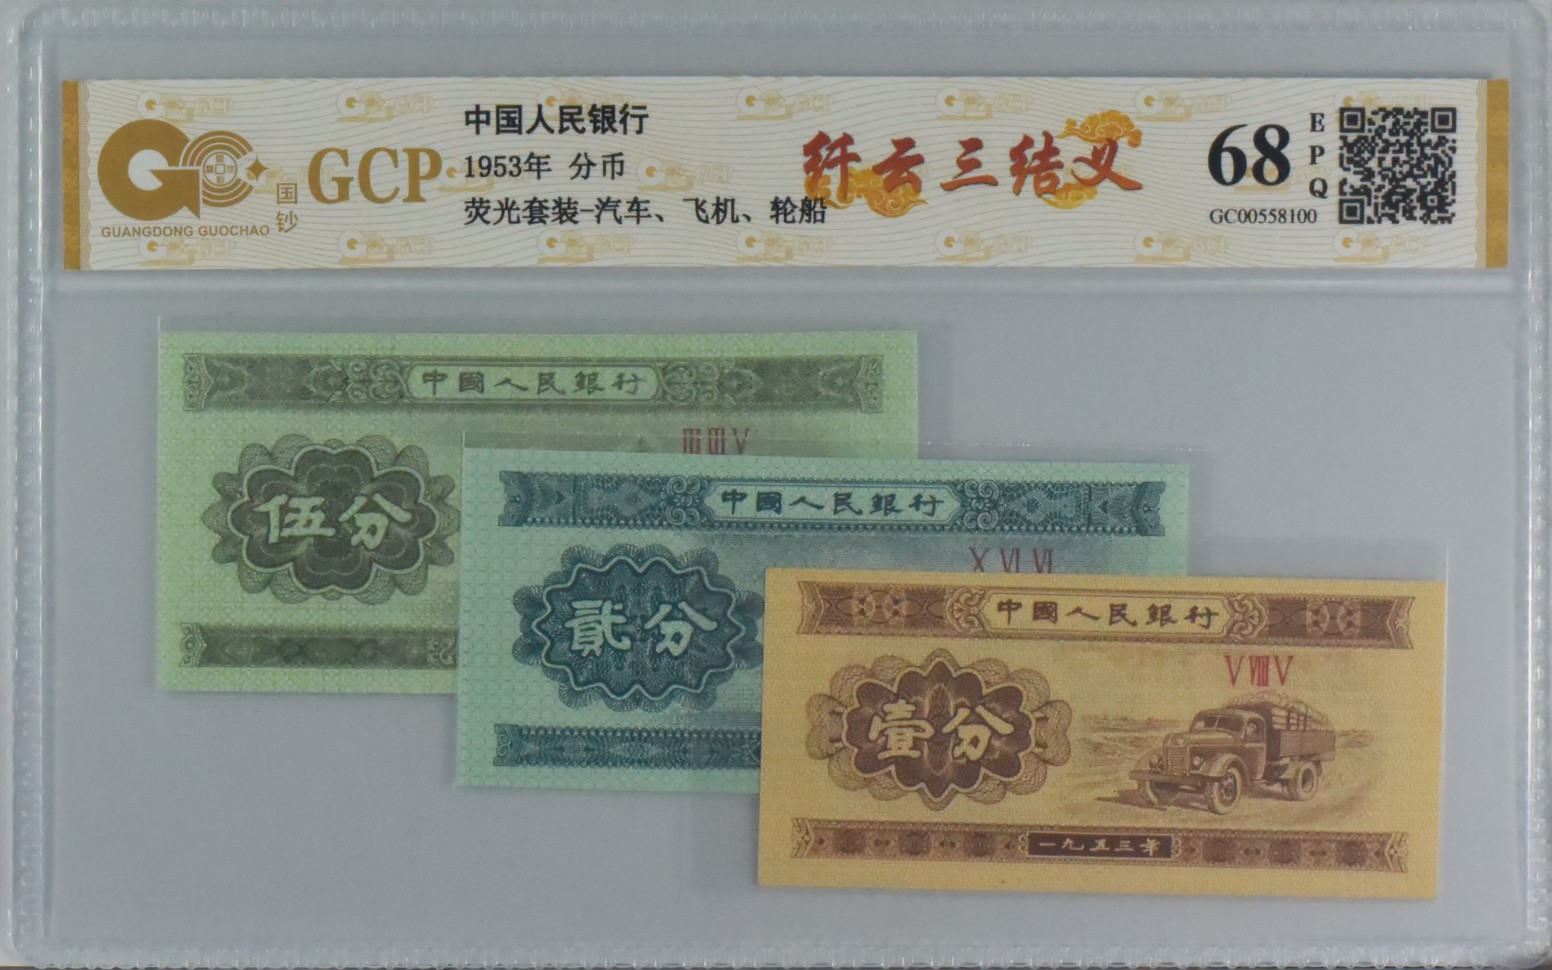 GUANGDONG GUOCHAO
国钞
GCP
中国人民银行
1953年 分币
荧光套装-汽车、飞机、轮船
纤云三结义
68
EPQ
GC00558100
中國人民銀行
ⅢⅢⅤ
伍分
中國人民銀行
ⅩⅥⅥ
貳分
中國人民銀行
ⅤⅧⅤ
壹分
一九五三年